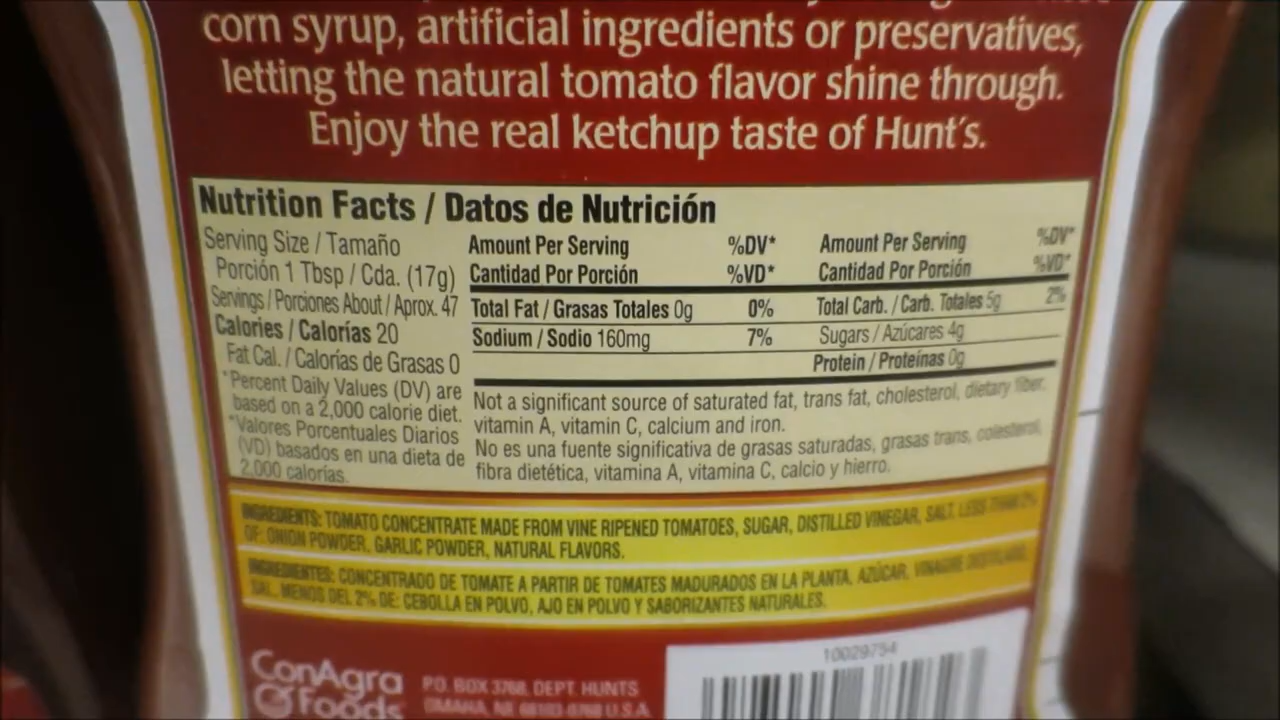 corn syrup, artificial ingredients or preservatives,
letting the natural tomato flavor shine through.
Enjoy the real ketchup taste of Hunt's.
Nutrition Facts / Datos de Nutrición
Serving Size / Tamaño
Porción 1 Tbsp / Cda. (17g)
Servings / Porciones About / Aprox. 47
Calories / Calorías 20
Fat Cal. / Calorías de Grasas 0
*Percent Daily Values (DV) are
based on a 2,000 calorie diet.
*Valores Porcentuales Diarios
(VD) basados en una dieta de
2,000 calorías.
Amount Per Serving %DV*
Cantidad Por Porción %VD*
Total Fat / Grasas Totales 0g 0%
Sodium / Sodio 160mg 7%
Amount Per Serving %DV*
Cantidad Por Porción %VD*
Total Carb. / Carb. Totales 5g 2%
Sugars / Azúcares 4g
Protein / Proteínas 0g
Not a significant source of saturated fat, trans fat, cholesterol, dietary fiber,
vitamin A, vitamin C, calcium and iron.
No es una fuente significativa de grasas saturadas, grasas trans, colesterol,
fibra dietética, vitamina A, vitamina C, calcio y hierro.
INGREDIENTS: TOMATO CONCENTRATE MADE FROM VINE RIPENED TOMATOES, SUGAR, DISTILLED VINEGAR, SALT, LESS THAN 2%
OF: ONION POWDER, GARLIC POWDER, NATURAL FLAVORS.
INGREDIENTES: CONCENTRADO DE TOMATE A PARTIR DE TOMATES MADURADOS EN LA PLANTA, AZÚCAR, VINAGRE DESTILADO,
SAL, MENOS DEL 2% DE: CEBOLLA EN POLVO, AJO EN POLVO Y SABORIZANTES NATURALES.
ConAgra
Foods
P.O. BOX 3768, DEPT. HUNTS
OMAHA, NE 68103-0768 U.S.A.
10029754